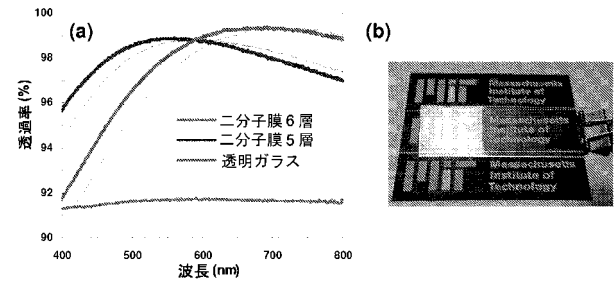 (a)
透過率 (%)
100
98
96
94
92
90
400
500
600
700
800
波長 (nm)
二分子膜6層
二分子膜5層
透明ガラス
(b)
Massachusetts
Institute of
Technology
Massachusetts
Institute of
Technology
Massachusetts
Institute of
Technology